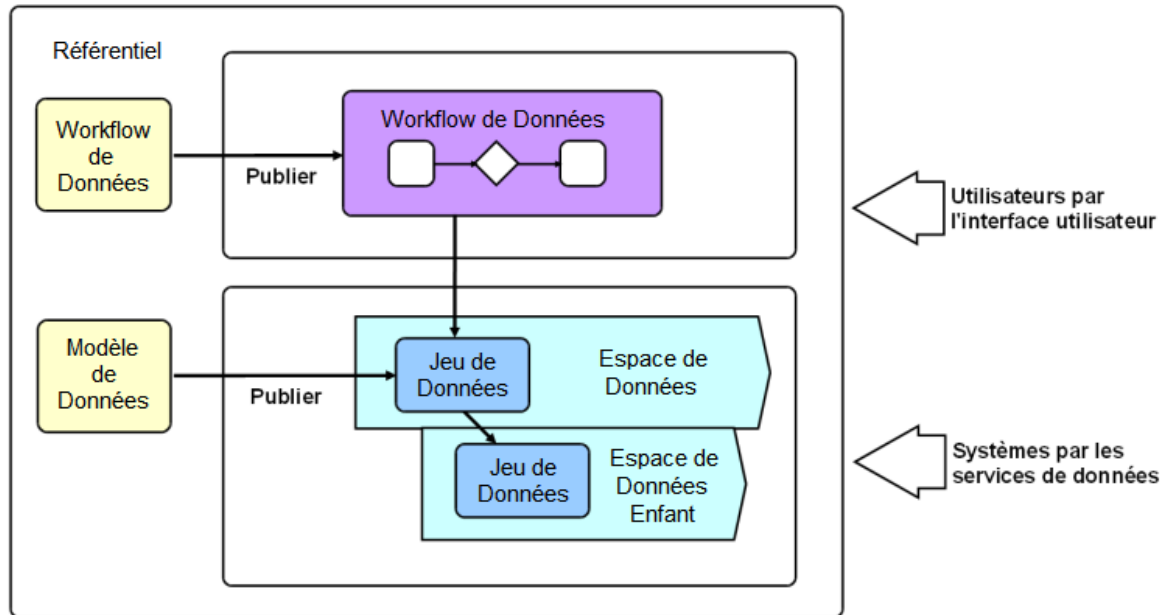 Référentiel
Workflow
de
Données
Publier
Workflow de Données
Utilisateurs par
l'interface utilisateur
Modèle
de
Données
Publier
Jeu de
Données
Espace de
Données
Jeu de
Données
Espace de
Données
Enfant
Systèmes par les
services de données